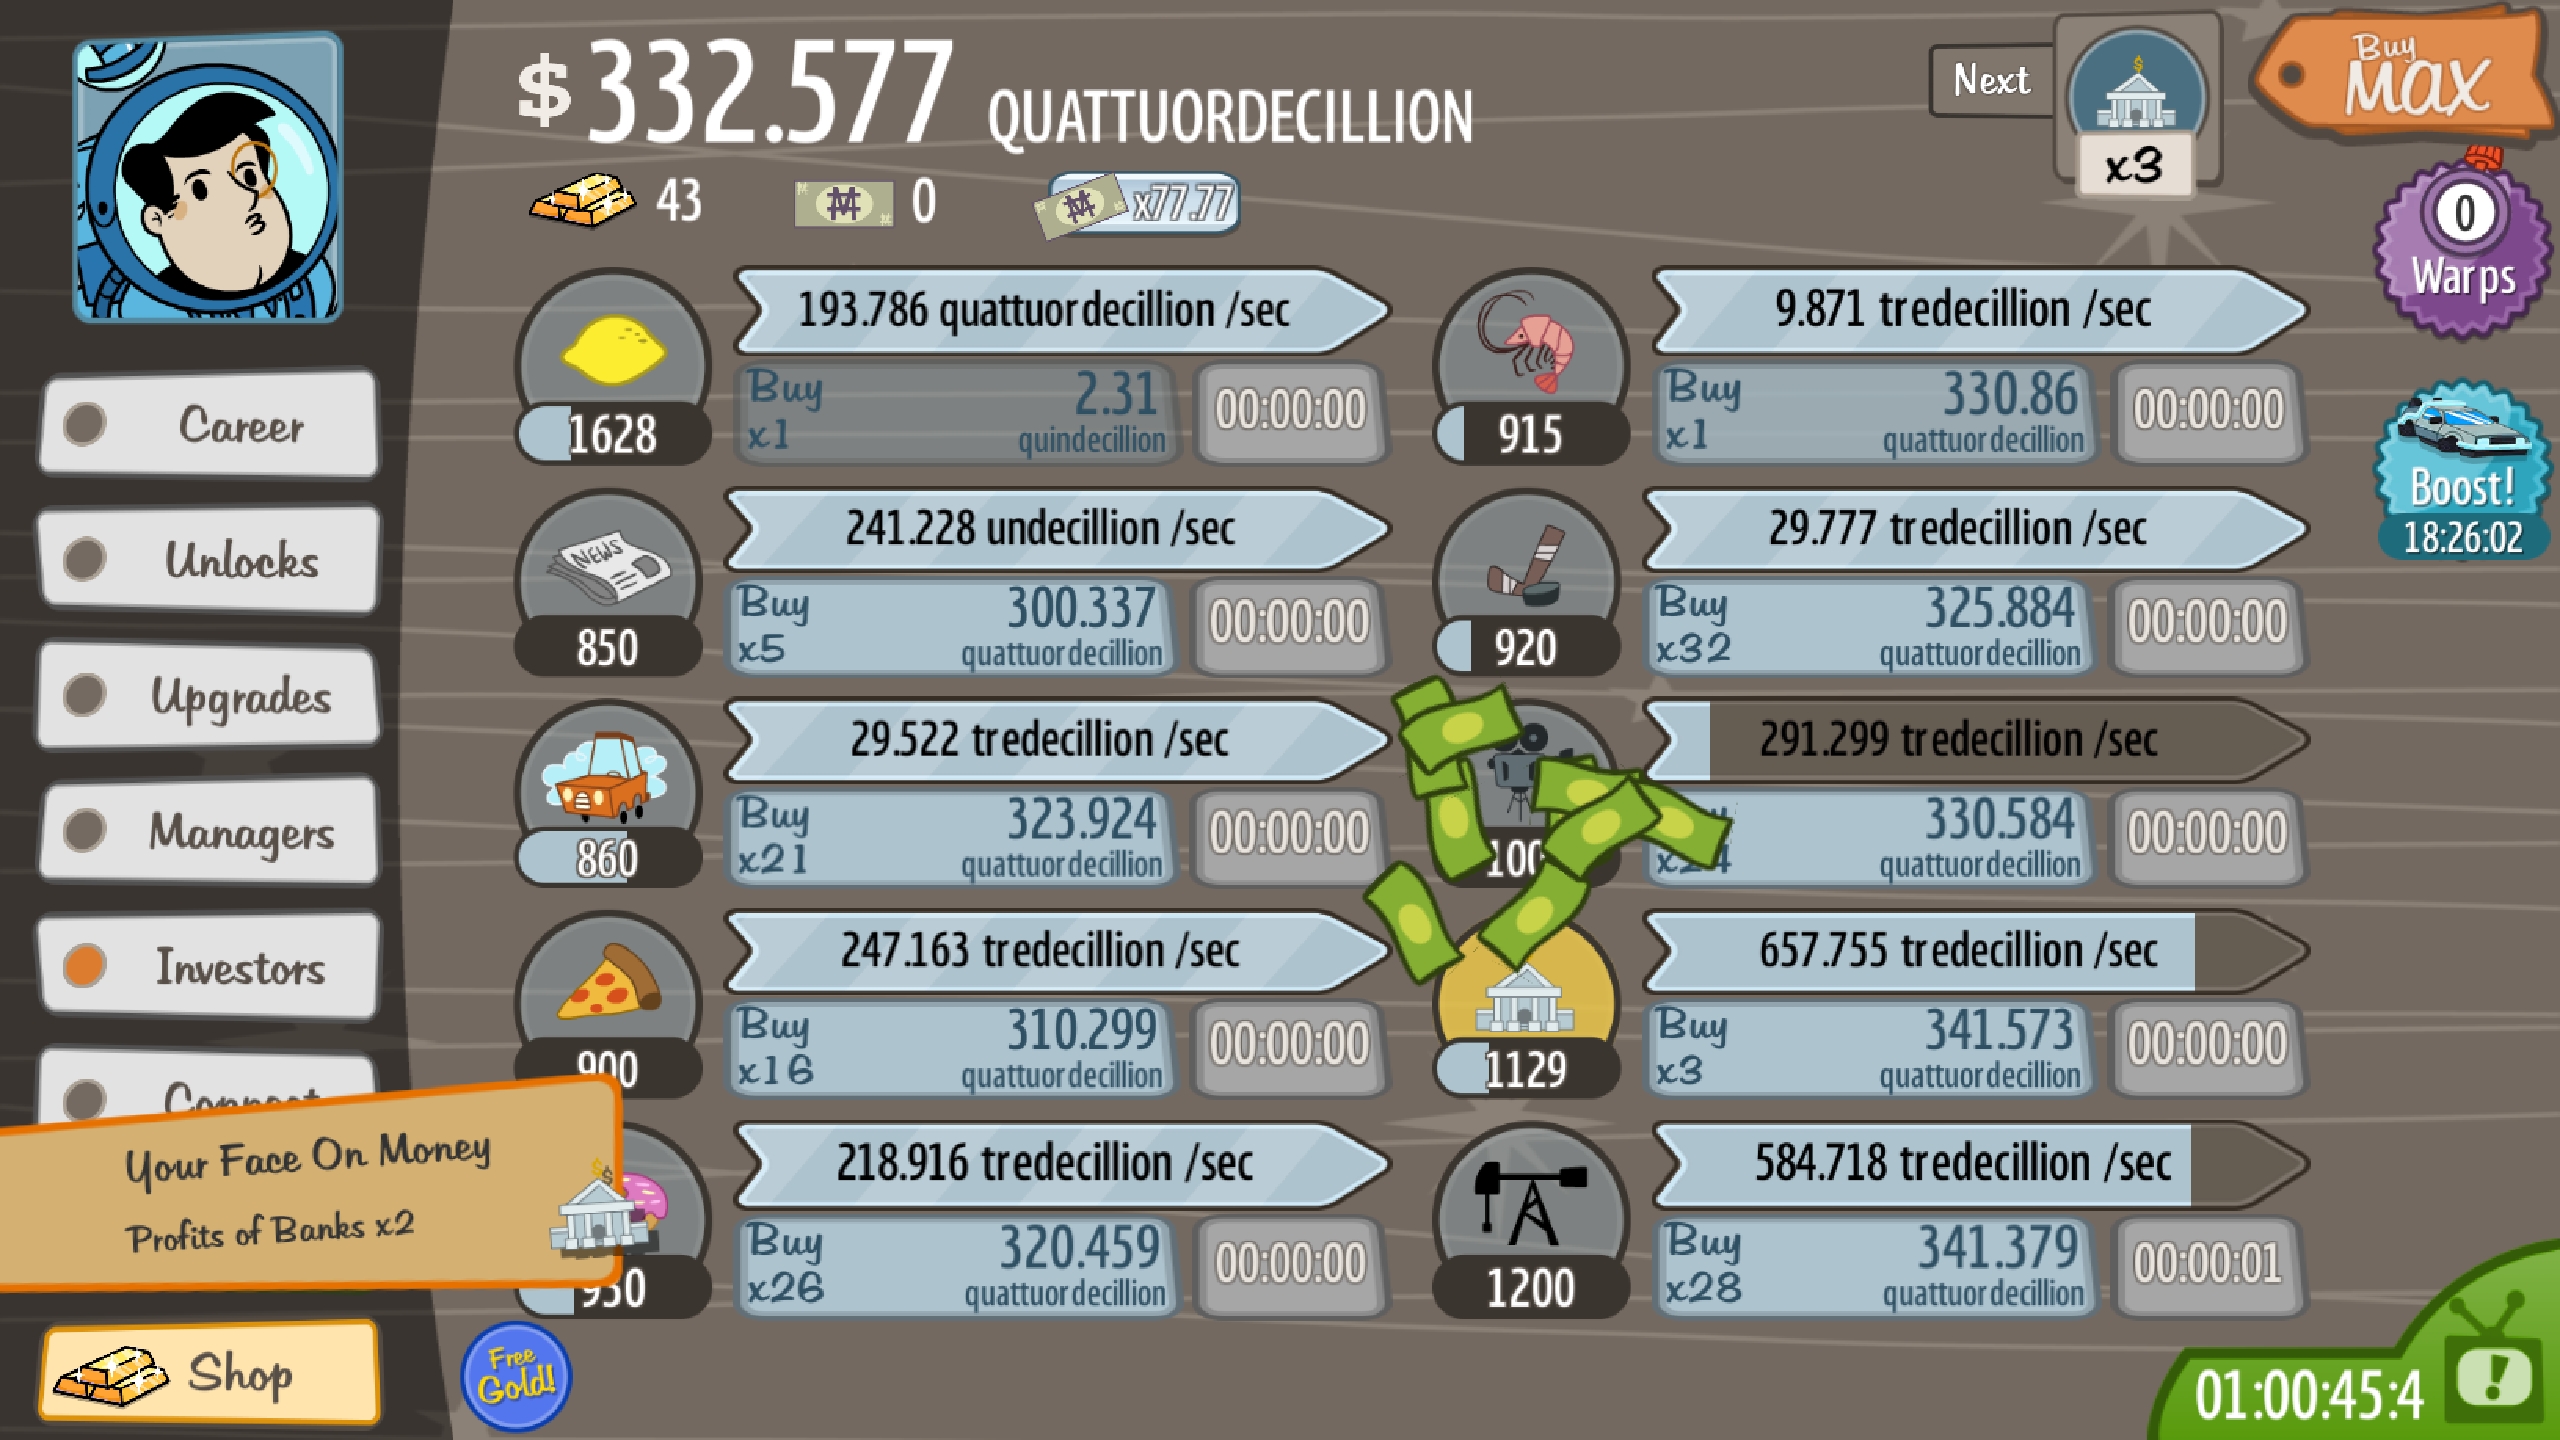 $332.577 QUATTUORDECILLION
Next
x3
Buy
MAX
43
0
x77.77
0
Warps
Boost!
18:26:02
Career
Unlocks
Upgrades
Managers
Investors
193.786 quattuordecillion /sec
1628
Buy
x1
2.31
quindecillion
00:00:00
9.871 tredecillion /sec
915
Buy
x1
330.86
quattuordecillion
00:00:00
NEWS
241.228 undecillion /sec
850
Buy
x5
300.337
quattuordecillion
00:00:00
29.777 tredecillion /sec
920
Buy
x32
325.884
quattuordecillion
00:00:00
29.522 tredecillion /sec
860
Buy
x21
323.924
quattuordecillion
00:00:00
291.299 tredecillion /sec
330.584
quattuordecillion
00:00:00
247.163 tredecillion /sec
900
Buy
x16
310.299
quattuordecillion
00:00:00
657.755 tredecillion /sec
1129
Buy
x3
341.573
quattuordecillion
00:00:00
218.916 tredecillion /sec
Buy
x26
320.459
quattuordecillion
00:00:00
584.718 tredecillion /sec
1200
Buy
x28
341.379
quattuordecillion
00:00:01
Your Face On Money
Profits of Banks x2
Shop
Free
Gold!
01:00:45:4